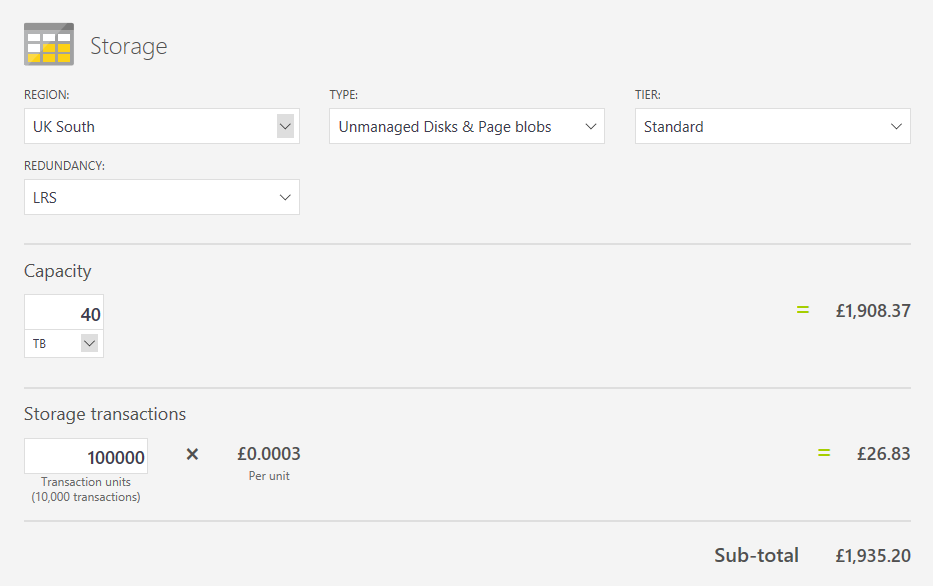 Storage
REGION: TYPE: TIER:
UK South Unmanaged Disks & Page blobs Standard
REDUNDANCY:
LRS
Capacity
40 = £1,908.37
TB
Storage transactions
100000 × £0.0003 = £26.83
Transaction units Per unit
(10,000 transactions)
Sub-total £1,935.20